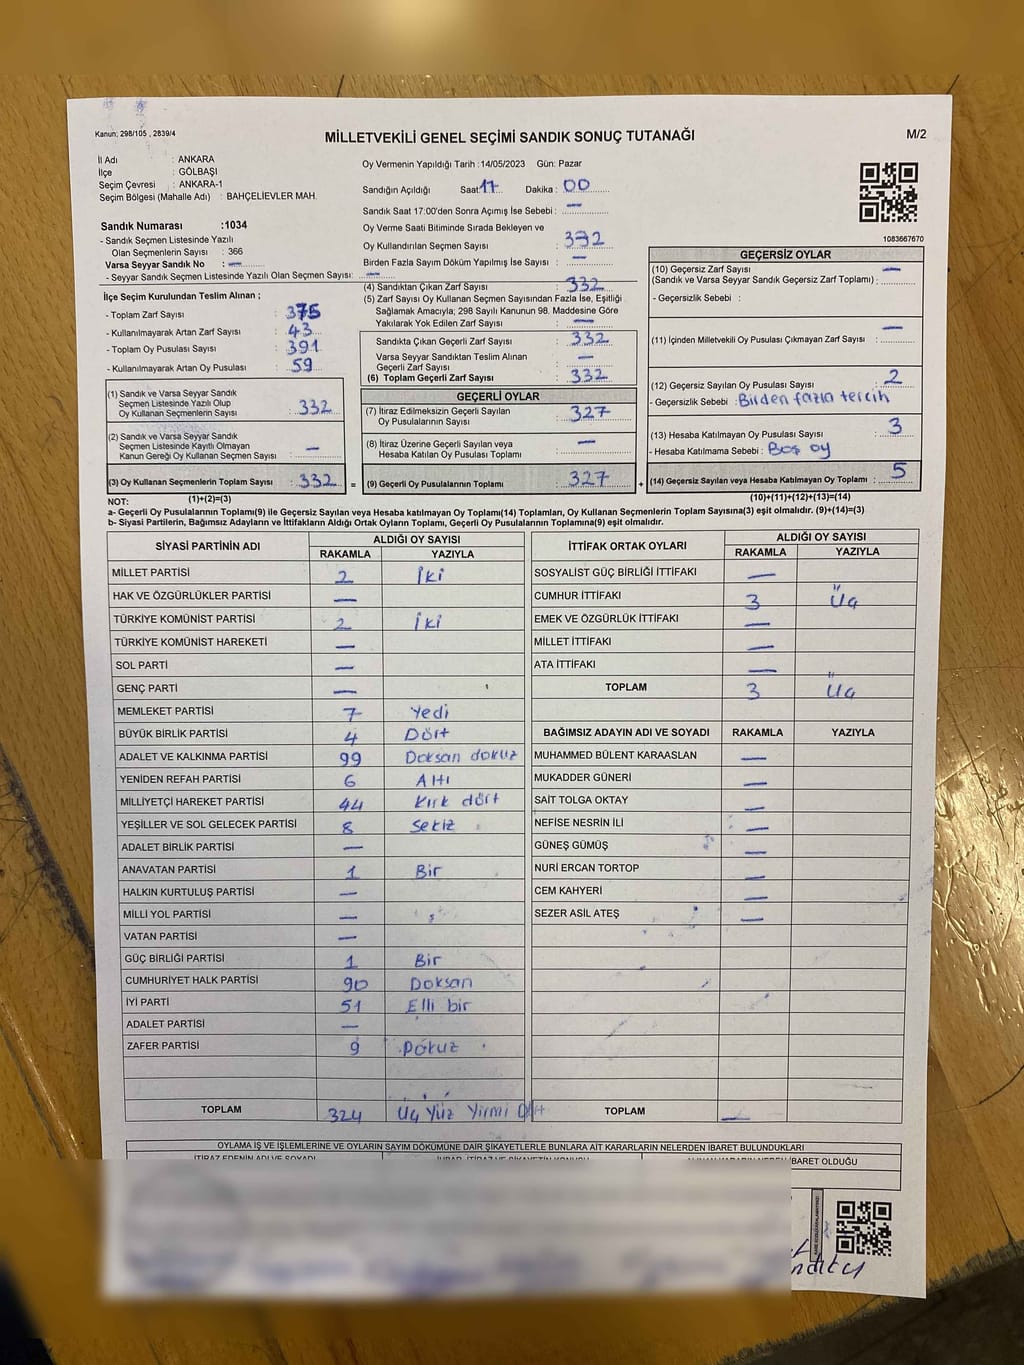 Kanun: 298/105 , 2839/4
MİLLETVEKİLİ GENEL SEÇİMİ SANDIK SONUÇ TUTANAĞI
M/2
İl Adı : ANKARA
İlçe : GÖLBAŞI
Seçim Çevresi : ANKARA-1
Seçim Bölgesi (Mahalle Adı) : BAHÇELİEVLER MAH.
Oy Vermenin Yapıldığı Tarih :14/05/2023 Gün: Pazar
Sandığın Açıldığı Saat 17 Dakika : 00
Sandık Saat 17:00'den Sonra Açımış İse Sebebi : —
Oy Verme Saati Bitiminde Sırada Bekleyen ve
Oy Kullandırılan Seçmen Sayısı : 332
Birden Fazla Sayım Döküm Yapılmış İse Sayısı : —
1083667670
Sandık Numarası :1034
- Sandık Seçmen Listesinde Yazılı
Olan Seçmenlerin Sayısı : 366
Varsa Seyyar Sandık No : —
- Seyyar Sandık Seçmen Listesinde Yazılı Olan Seçmen Sayısı: —
İlçe Seçim Kurulundan Teslim Alınan ;
- Toplam Zarf Sayısı : 375
- Kullanılmayarak Artan Zarf Sayısı : 43
- Toplam Oy Pusulası Sayısı : 391
- Kullanılmayarak Artan Oy Pusulası : 59
(1) Sandık ve Varsa Seyyar Sandık
Seçmen Listesinde Yazılı Olup
Oy Kullanan Seçmenlerin Sayısı : 332
(2) Sandık ve Varsa Seyyar Sandık
Seçmen Listesinde Kayıtlı Olmayan
Kanun Gereği Oy Kullanan Seçmen Sayısı : —
(3) Oy Kullanan Seçmenlerin Toplam Sayısı : 332
(1)+(2)=(3)
(4) Sandıktan Çıkan Zarf Sayısı : 332
(5) Zarf Sayısı Oy Kullanan Seçmen Sayısından Fazla İse, Eşitliği
Sağlamak Amacıyla; 298 Sayılı Kanunun 98. Maddesine Göre
Yakılarak Yok Edilen Zarf Sayısı : —
Sandıkta Çıkan Geçerli Zarf Sayısı : 332
Varsa Seyyar Sandıktan Teslim Alınan
Geçerli Zarf Sayısı : —
(6) Toplam Geçerli Zarf Sayısı : 332
GEÇERLİ OYLAR
(7) İtiraz Edilmeksizin Geçerli Sayılan
Oy Pusulalarının Sayısı : 327
(8) İtiraz Üzerine Geçerli Sayılan veya
Hesaba Katılan Oy Pusulası Toplamı : —
= (9) Geçerli Oy Pusulalarının Toplamı : 327 +
GEÇERSİZ OYLAR
(10) Geçersiz Zarf Sayısı —
(Sandık ve Varsa Seyyar Sandık Geçersiz Zarf Toplamı) :
- Geçersizlik Sebebi :
(11) İçinden Milletvekili Oy Pusulası Çıkmayan Zarf Sayısı : —
(12) Geçersiz Sayılan Oy Pusulası Sayısı : 2
- Geçersizlik Sebebi : Birden fazla tercih
(13) Hesaba Katılmayan Oy Pusulası Sayısı : 3
- Hesaba Katılmama Sebebi : Boş oy
(14) Geçersiz Sayılan veya Hesaba Katılmayan Oy Toplamı : 5
(10)+(11)+(12)+(13)=(14)
NOT:
a- Geçerli Oy Pusulalarının Toplamı(9) ile Geçersiz Sayılan veya Hesaba katılmayan Oy Toplamı(14) Toplamları, Oy Kullanan Seçmenlerin Toplam Sayısına(3) eşit olmalıdır. (9)+(14)=(3)
b- Siyasi Partilerin, Bağımsız Adayların ve İttifakların Aldığı Ortak Oyların Toplamı, Geçerli Oy Pusulalarının Toplamına(9) eşit olmalıdır.
SİYASİ PARTİNİN ADI ALDIĞI OY SAYISI
RAKAMLA YAZIYLA
MİLLET PARTİSİ 2 İki
HAK VE ÖZGÜRLÜKLER PARTİSİ —
TÜRKİYE KOMÜNİST PARTİSİ 2 İki
TÜRKİYE KOMÜNİST HAREKETİ —
SOL PARTİ —
GENÇ PARTİ —
MEMLEKET PARTİSİ 7 Yedi
BÜYÜK BİRLİK PARTİSİ 4 Dört
ADALET VE KALKINMA PARTİSİ 99 Doksan dokuz
YENİDEN REFAH PARTİSİ 6 Altı
MİLLİYETÇİ HAREKET PARTİSİ 44 Kırk dört
YEŞİLLER VE SOL GELECEK PARTİSİ 8 Sekiz
ADALET BİRLİK PARTİSİ —
ANAVATAN PARTİSİ 1 Bir
HALKIN KURTULUŞ PARTİSİ —
MİLLİ YOL PARTİSİ —
VATAN PARTİSİ —
GÜÇ BİRLİĞİ PARTİSİ 1 Bir
CUMHURİYET HALK PARTİSİ 90 Doksan
İYİ PARTİ 51 Elli bir
ADALET PARTİSİ —
ZAFER PARTİSİ 9 Dokuz
TOPLAM 324 Üç Yüz Yirmi Dört
İTTİFAK ORTAK OYLARI ALDIĞI OY SAYISI
RAKAMLA YAZIYLA
SOSYALİST GÜÇ BİRLİĞİ İTTİFAKI —
CUMHUR İTTİFAKI 3 Üç
EMEK VE ÖZGÜRLÜK İTTİFAKI —
MİLLET İTTİFAKI —
ATA İTTİFAKI —
TOPLAM 3 Üç
BAĞIMSIZ ADAYIN ADI VE SOYADI RAKAMLA YAZIYLA
MUHAMMED BÜLENT KARAASLAN —
MUKADDER GÜNERİ —
SAİT TOLGA OKTAY —
NEFİSE NESRİN İLİ —
GÜNEŞ GÜMÜŞ —
NURİ ERCAN TORTOP —
CEM KAHYERİ —
SEZER ASİL ATEŞ —
TOPLAM —
OYLAMA İŞ VE İŞLEMLERİNE VE OYLARIN SAYIM DÖKÜMÜNE DAİR ŞİKAYETLERLE BUNLARA AİT KARARLARIN NELERDEN İBARET BULUNDUKLARI
İTİRAZ EDENİN ADI VE SOYADI
İBARET OLDUĞU